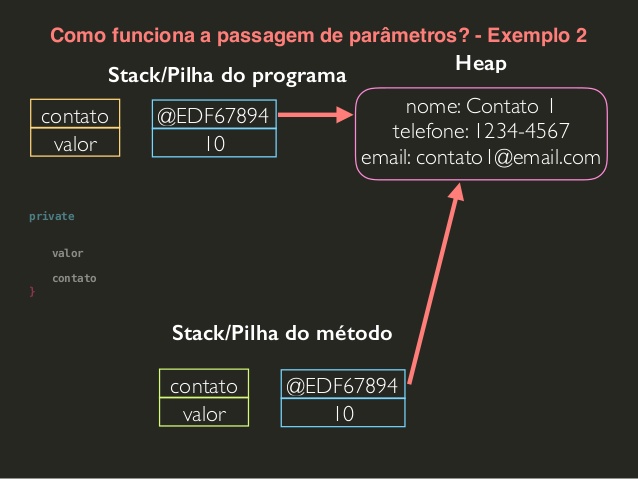 Como funciona a passagem de parâmetros? - Exemplo 2
Stack/Pilha do programa
Heap
contato @EDF67894
valor 10
nome: Contato 1
telefone: 1234-4567
email: contato1@email.com
private
valor
contato
}
Stack/Pilha do método
contato @EDF67894
valor 10